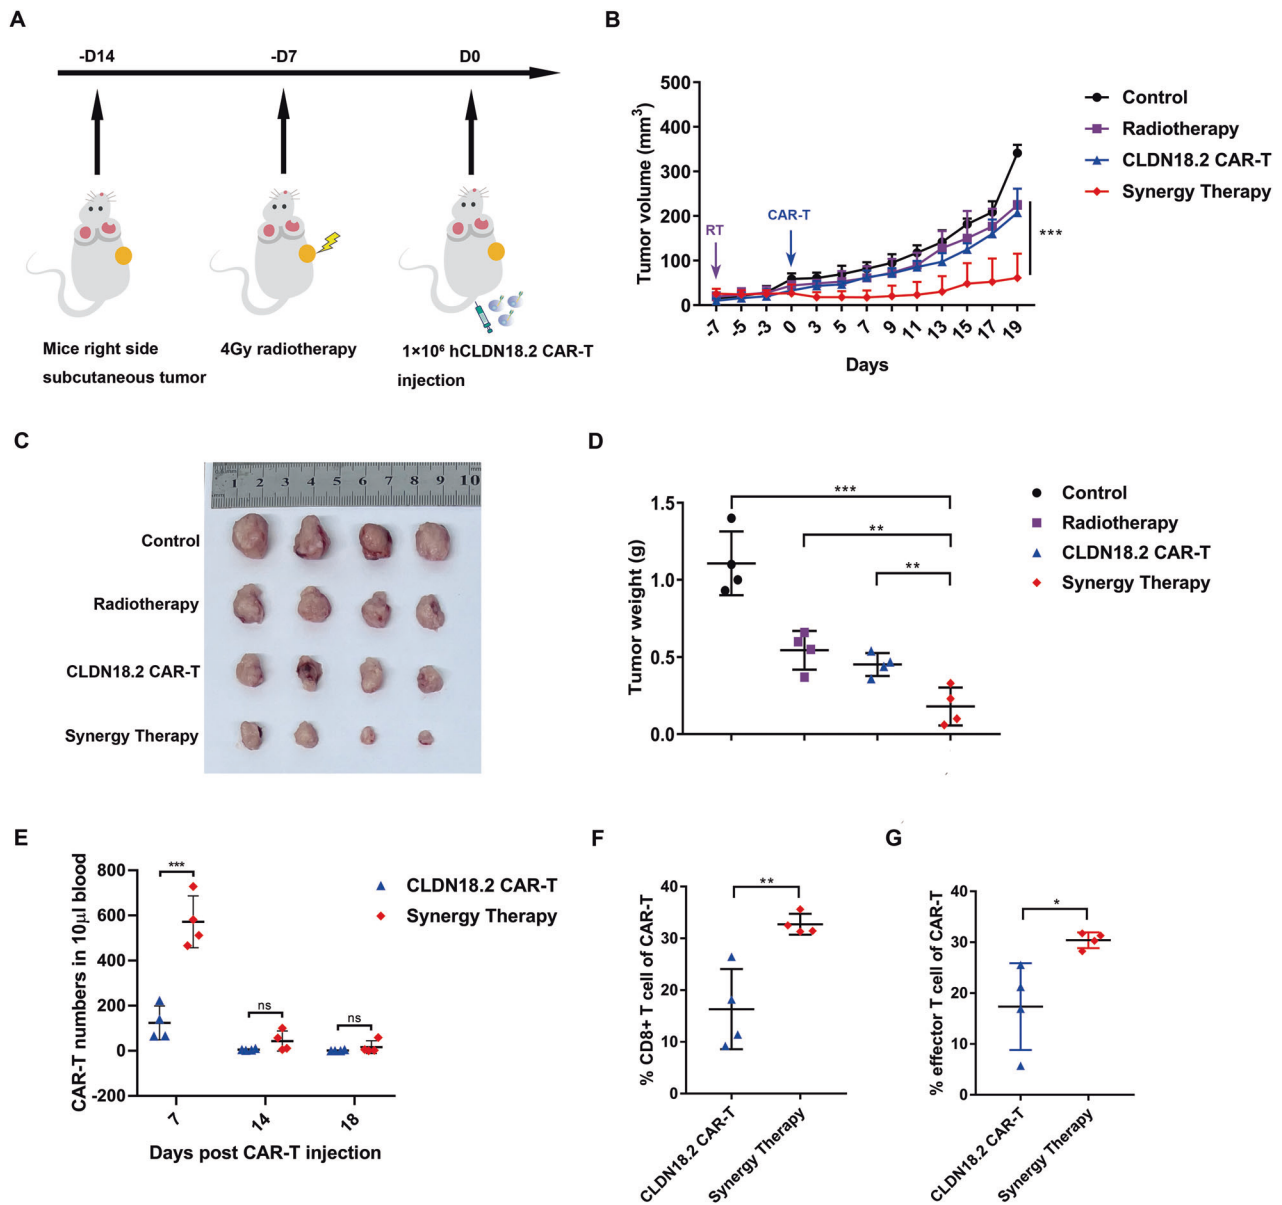 A
-D14
-D7
D0
Mice right side
subcutaneous tumor
4Gy radiotherapy
1×10⁶ hCLDN18.2 CAR-T
injection
B
Tumor volume (mm³)
500
400
300
200
100
0
RT
CAR-T
***
-7
-5
-3
0
3
5
7
9
11
13
15
17
19
Days
Control
Radiotherapy
CLDN18.2 CAR-T
Synergy Therapy
C
1 2 3 4 5 6 7 8 9 10
Control
Radiotherapy
CLDN18.2 CAR-T
Synergy Therapy
D
Tumor weight (g)
1.5
1.0
0.5
0.0
***
**
**
Control
Radiotherapy
CLDN18.2 CAR-T
Synergy Therapy
E
CAR-T numbers in 10μl blood
800
600
400
200
0
-200
***
ns
ns
7
14
18
Days post CAR-T injection
CLDN18.2 CAR-T
Synergy Therapy
F
% CD8+ T cell of CAR-T
40
30
20
10
0
**
CLDN18.2 CAR-T
Synergy Therapy
G
% effector T cell of CAR-T
40
30
20
10
0
*
CLDN18.2 CAR-T
Synergy Therapy